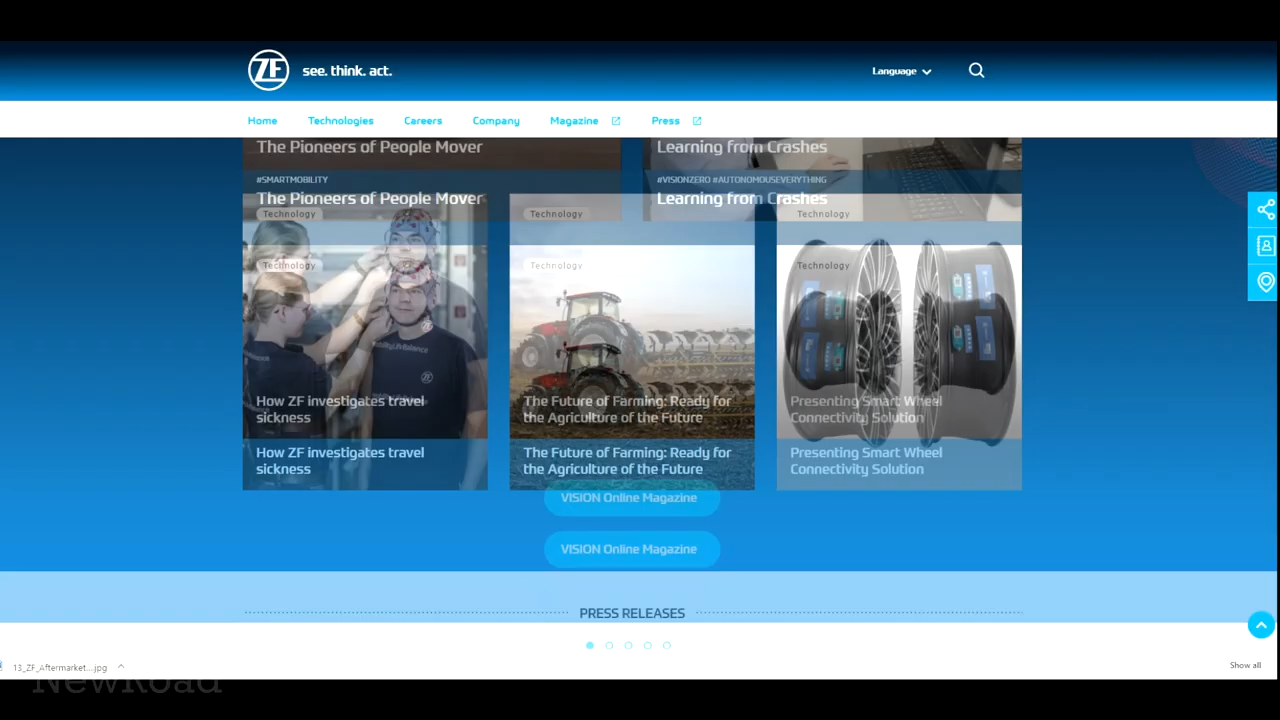 ZF
see. think. act.
Language
Home
Technologies
Careers
Company
Magazine
Press
The Pioneers of People Mover
Learning from Crashes
#SMARTMOBILITY
#VISIONZERO #AUTONOMOUSEVERYTHING
The Pioneers of People Mover
Learning from Crashes
Technology
Technology
Technology
Technology
Technology
Technology
How ZF investigates travel
sickness
The Future of Farming: Ready for
the Agriculture of the Future
Presenting Smart Wheel
Connectivity Solution
How ZF investigates travel
sickness
The Future of Farming: Ready for
the Agriculture of the Future
Presenting Smart Wheel
Connectivity Solution
VISION Online Magazine
VISION Online Magazine
PRESS RELEASES
13_ZF_Aftermarket....jpg
Show all
NewRoad